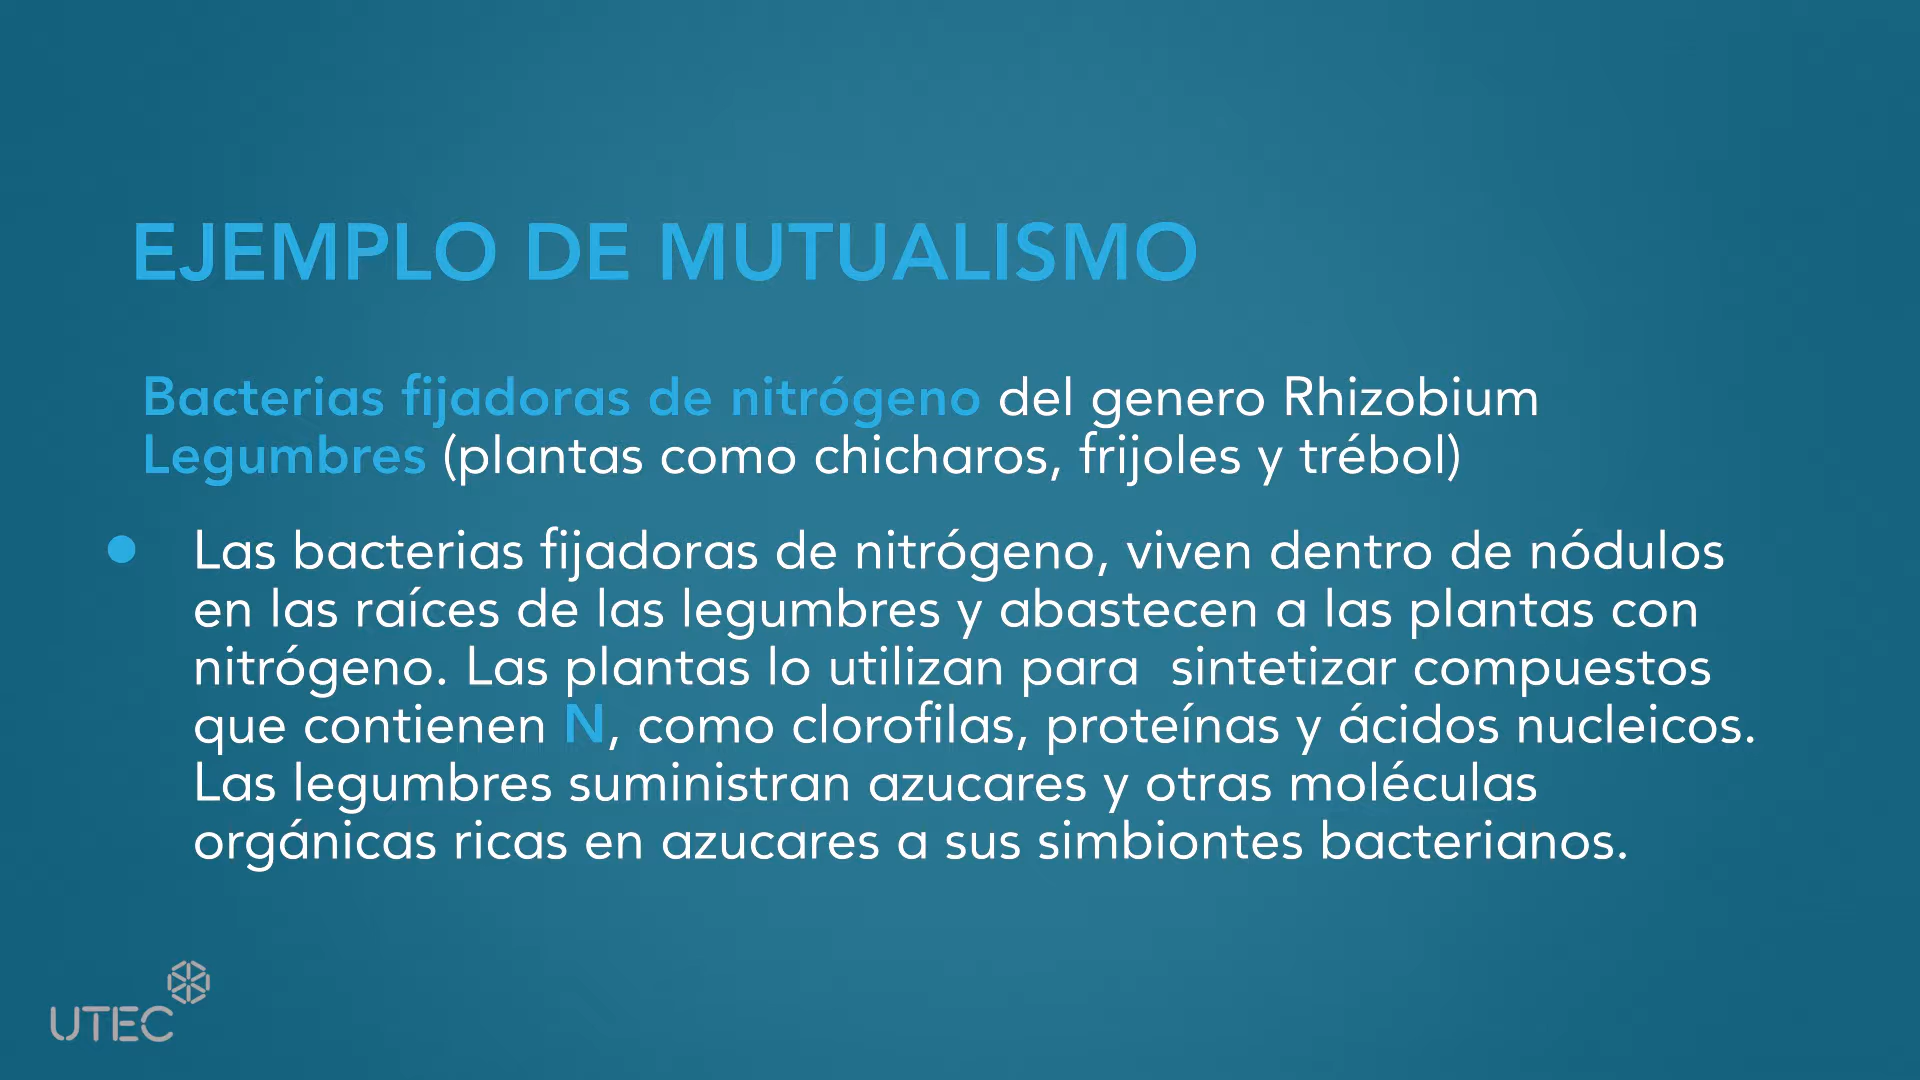 EJEMPLO DE MUTUALISMO
Bacterias fijadoras de nitrógeno del genero Rhizobium
Legumbres (plantas como chicharos, frijoles y trébol)
Las bacterias fijadoras de nitrógeno, viven dentro de nódulos
en las raíces de las legumbres y abastecen a las plantas con
nitrógeno. Las plantas lo utilizan para  sintetizar compuestos
que contienen N, como clorofilas, proteínas y ácidos nucleicos.
Las legumbres suministran azucares y otras moléculas
orgánicas ricas en azucares a sus simbiontes bacterianos.
UTEC